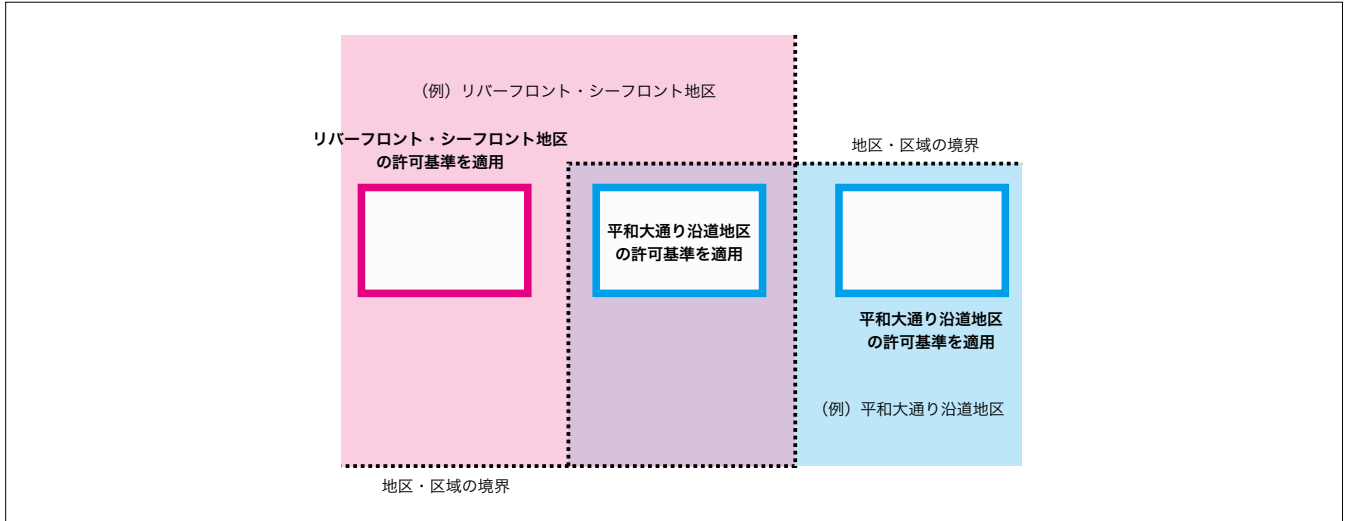 （例）リバーフロント・シーフロント地区
リバーフロント・シーフロント地区
の許可基準を適用
地区・区域の境界
平和大通り沿道地区
の許可基準を適用
平和大通り沿道地区
の許可基準を適用
（例）平和大通り沿道地区
地区・区域の境界